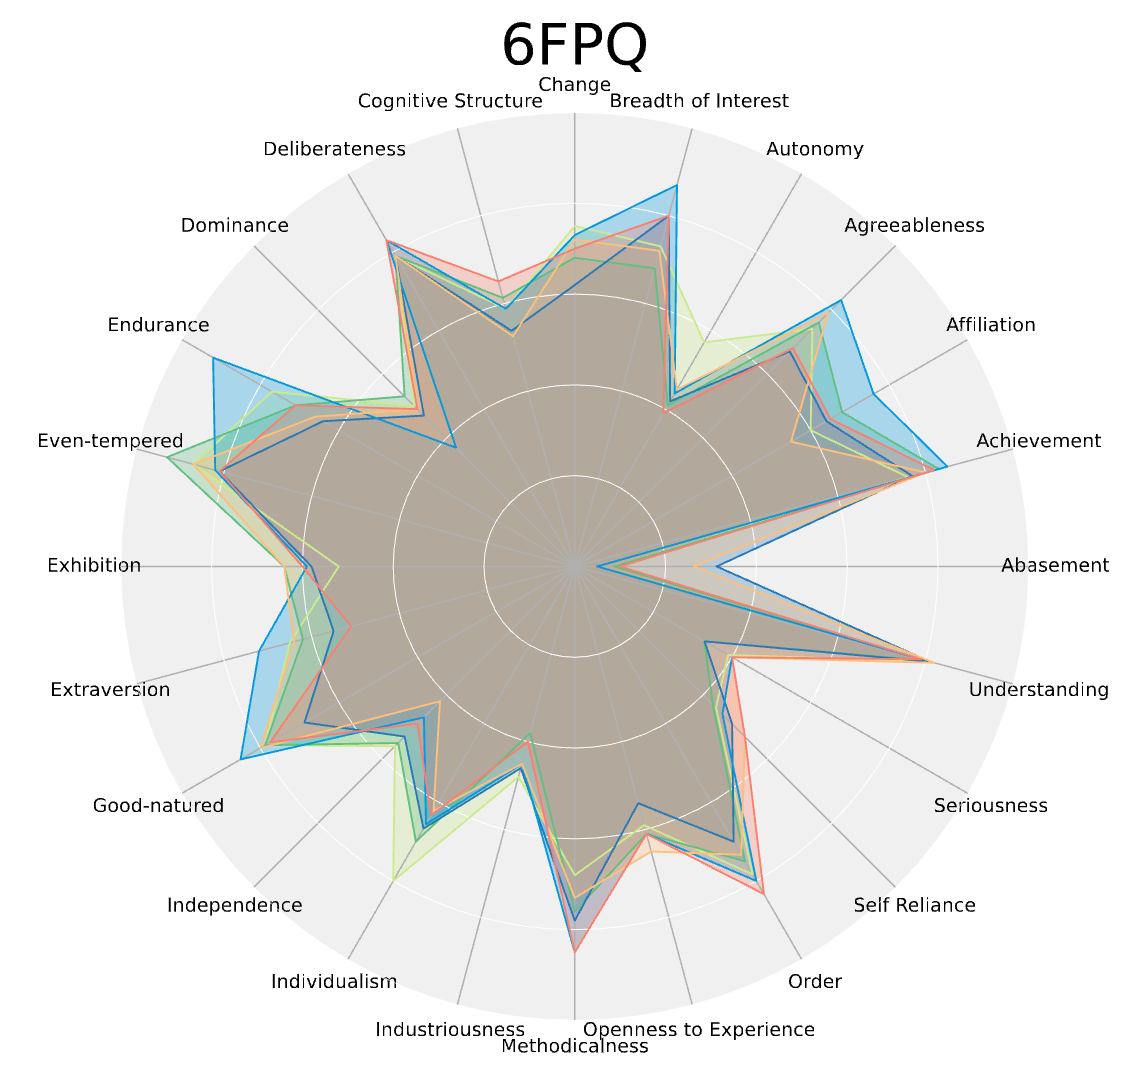 6FPQ
Change
Cognitive Structure
Breadth of Interest
Deliberateness
Autonomy
Dominance
Agreeableness
Endurance
Affiliation
Even-tempered
Achievement
Exhibition
Abasement
Extraversion
Understanding
Good-natured
Seriousness
Independence
Self Reliance
Individualism
Order
Industriousness
Openness to Experience
Methodicalness